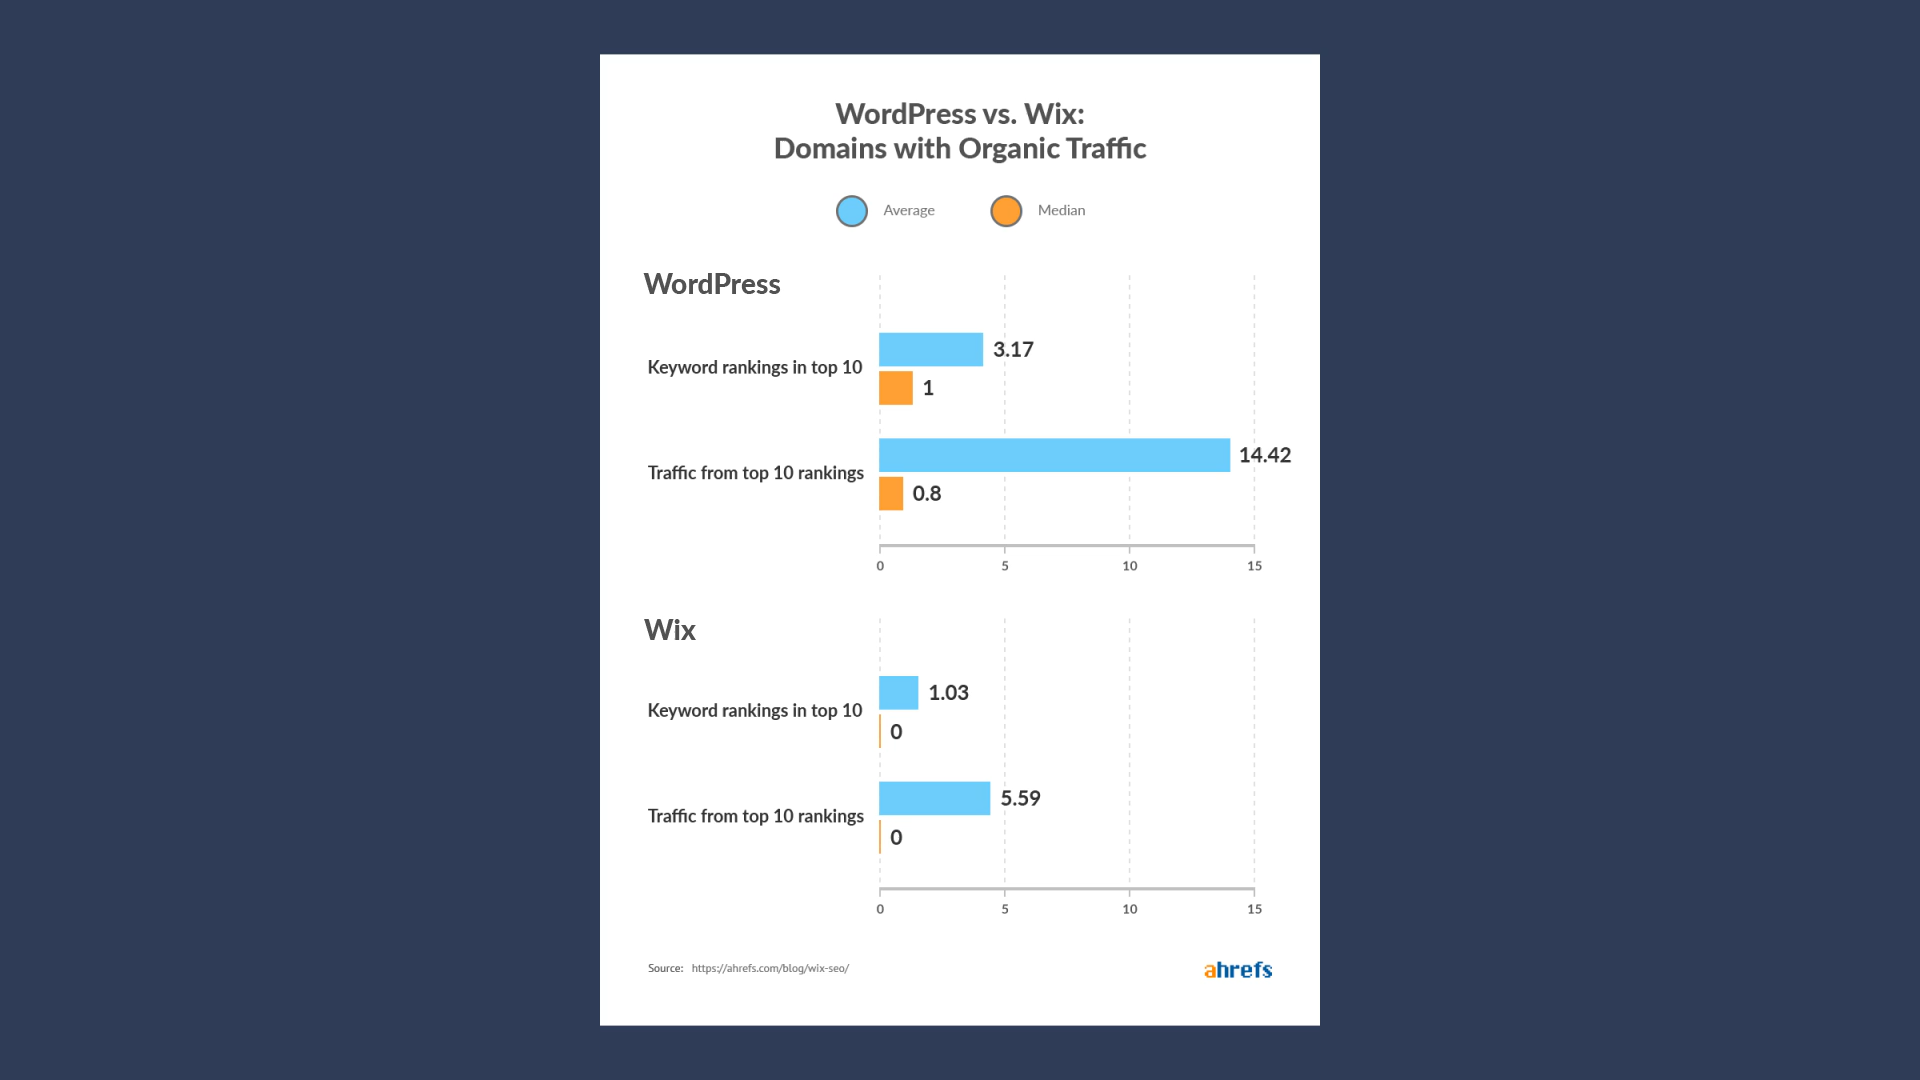 WordPress vs. Wix:
Domains with Organic Traffic
Average Median
WordPress
Keyword rankings in top 10
3.17
1
Traffic from top 10 rankings
14.42
0.8
0 5 10 15
Wix
Keyword rankings in top 10
1.03
0
Traffic from top 10 rankings
5.59
0
0 5 10 15
Source: https://ahrefs.com/blog/wix-seo/
ahrefs